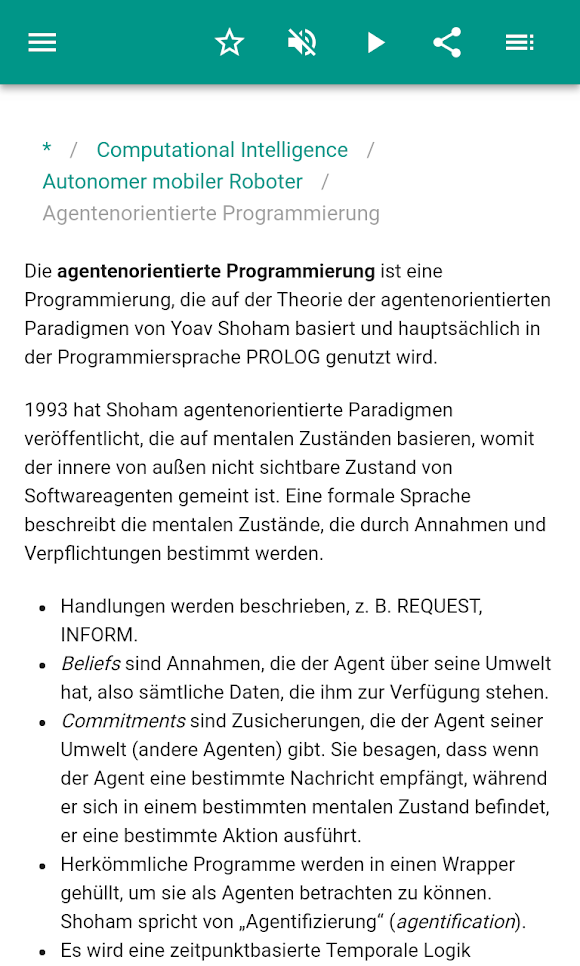 * / Computational Intelligence /
Autonomer mobiler Roboter /
Agentenorientierte Programmierung
Die agentenorientierte Programmierung ist eine
Programmierung, die auf der Theorie der agentenorientierten
Paradigmen von Yoav Shoham basiert und hauptsächlich in
der Programmiersprache PROLOG genutzt wird.
1993 hat Shoham agentenorientierte Paradigmen
veröffentlicht, die auf mentalen Zuständen basieren, womit
der innere von außen nicht sichtbare Zustand von
Softwareagenten gemeint ist. Eine formale Sprache
beschreibt die mentalen Zustände, die durch Annahmen und
Verpflichtungen bestimmt werden.
• Handlungen werden beschrieben, z. B. REQUEST,
INFORM.
• Beliefs sind Annahmen, die der Agent über seine Umwelt
hat, also sämtliche Daten, die ihm zur Verfügung stehen.
• Commitments sind Zusicherungen, die der Agent seiner
Umwelt (andere Agenten) gibt. Sie besagen, dass wenn
der Agent eine bestimmte Nachricht empfängt, während
er sich in einem bestimmten mentalen Zustand befindet,
er eine bestimmte Aktion ausführt.
• Herkömmliche Programme werden in einen Wrapper
gehüllt, um sie als Agenten betrachten zu können.
Shoham spricht von „Agentifizierung“ (agentification).
• Es wird eine zeitpunktbasierte Temporale Logik